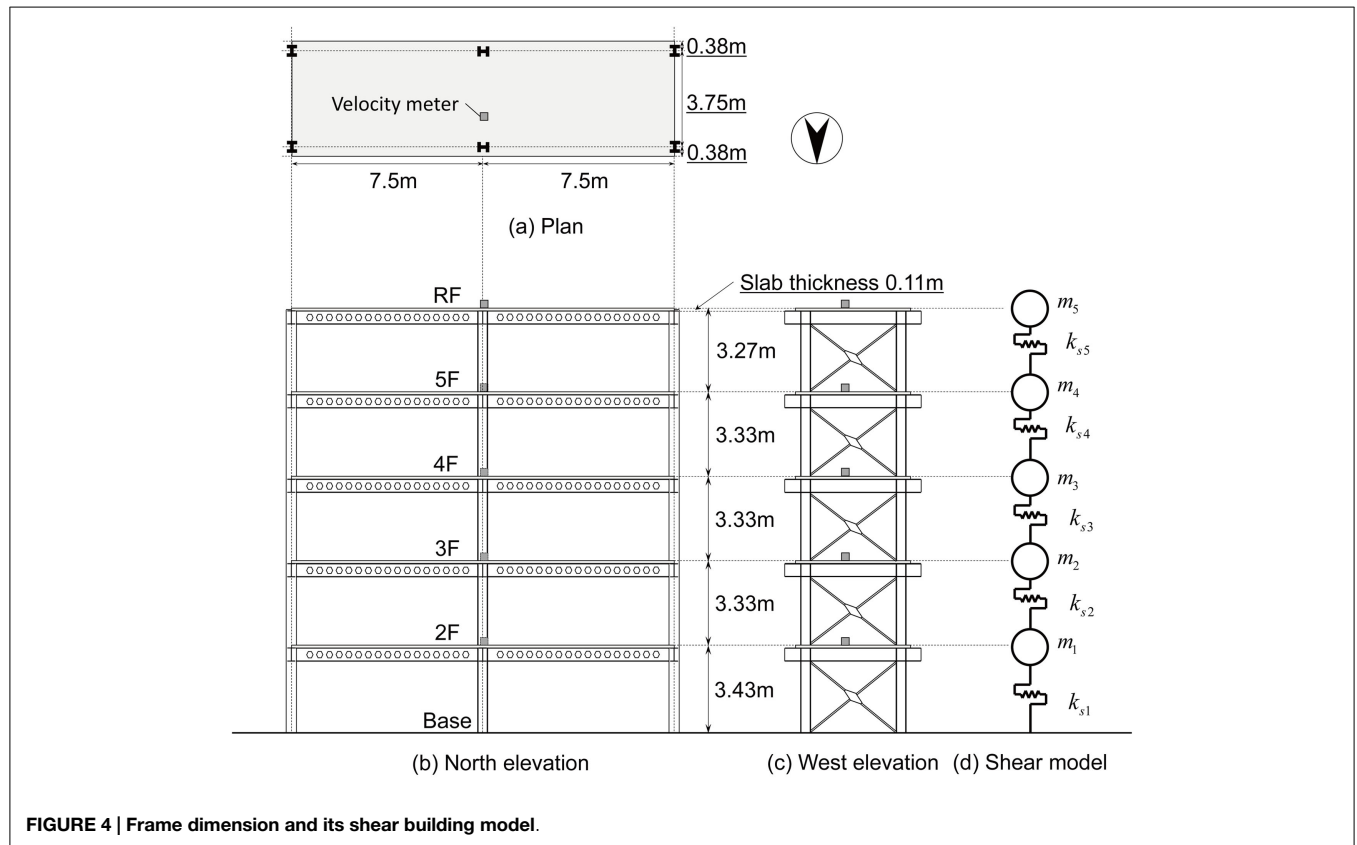 0.38m
Velocity meter
3.75m
0.38m
7.5m
7.5m
(a) Plan
RF
Slab thickness 0.11m
m5
3.27m
ks5
5F
m4
3.33m
ks4
4F
m3
3.33m
ks3
3F
m2
3.33m
ks2
2F
m1
3.43m
ks1
Base
(b) North elevation
(c) West elevation
(d) Shear model
FIGURE 4 | Frame dimension and its shear building model.